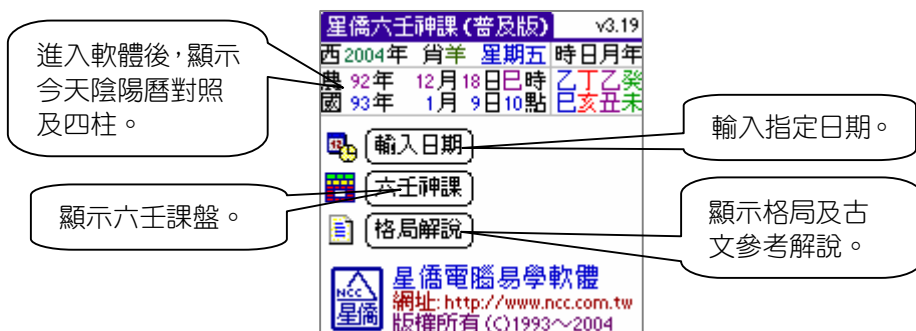 星僑六壬神課(普及版) v3.19
西2004年 肖羊 星期五 時日月年
農 92年 12月18日巳時 乙丁乙癸
國 93年 1月 9日10點 巳亥丑未
進入軟體後，顯示
今天陰陽曆對照
及四柱。
輸入日期
輸入指定日期。
六壬神課
顯示六壬課盤。
格局解說
顯示格局及古
文參考解說。
NCC
星僑
星僑電腦易學軟體
網址: http://www.ncc.com.tw
版權所有 (C)1993～2004